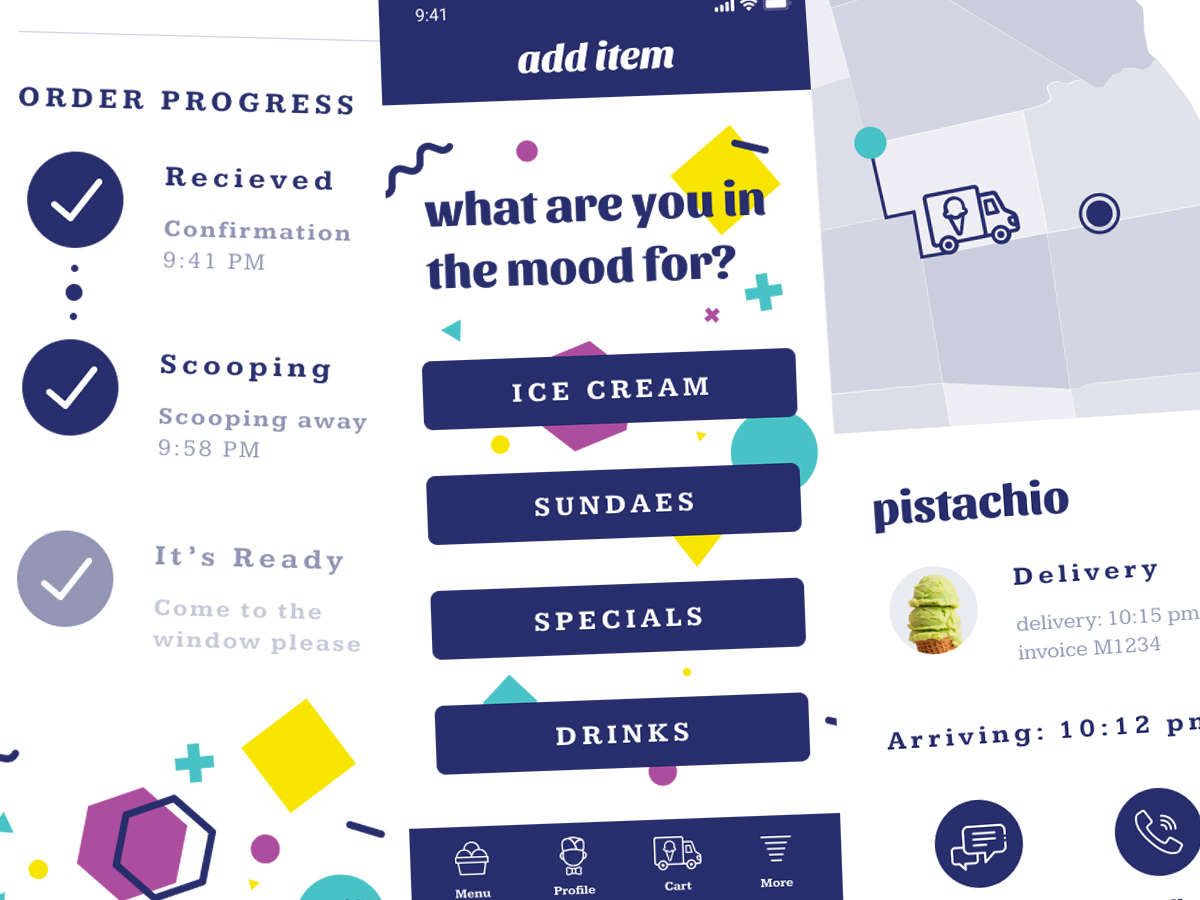 ORDER PROGRESS
Recieved
Confirmation
9:41 PM
Scooping
Scooping away
9:58 PM
It's Ready
Come to the
window please
9:41
add item
what are you in
the mood for?
ICE CREAM
SUNDAES
SPECIALS
DRINKS
Menu
Profile
Cart
More
pistachio
Delivery
delivery: 10:15 pm
invoice M1234
Arriving: 10:12 pm